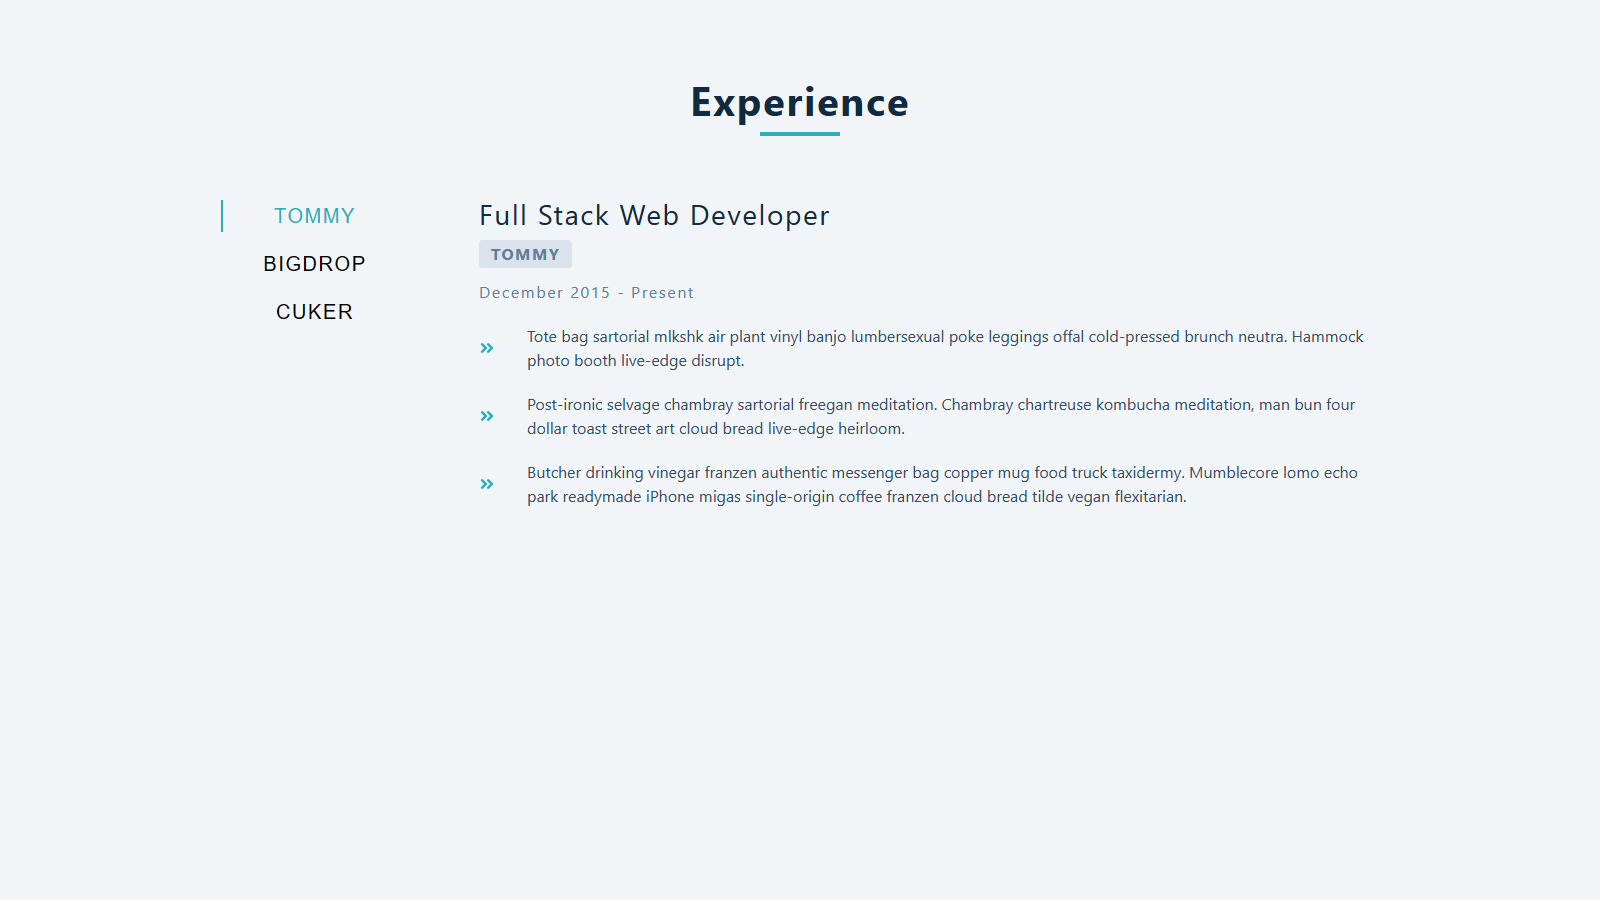 Experience
TOMMY
BIGDROP
CUKER
Full Stack Web Developer
TOMMY
December 2015 - Present
Tote bag sartorial mlkshk air plant vinyl banjo lumbersexual poke leggings offal cold-pressed brunch neutra. Hammock
photo booth live-edge disrupt.
Post-ironic selvage chambray sartorial freegan meditation. Chambray chartreuse kombucha meditation, man bun four
dollar toast street art cloud bread live-edge heirloom.
Butcher drinking vinegar franzen authentic messenger bag copper mug food truck taxidermy. Mumblecore lomo echo
park readymade iPhone migas single-origin coffee franzen cloud bread tilde vegan flexitarian.